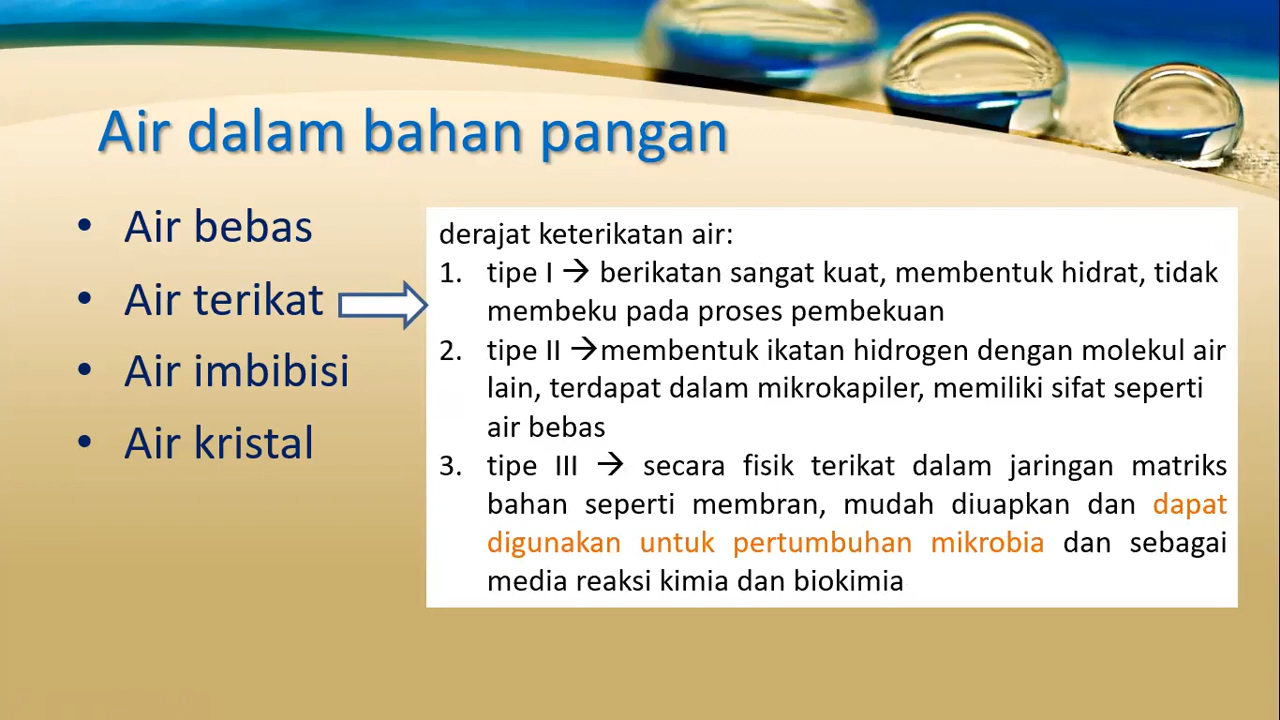 Air dalam bahan pangan
• Air bebas
• Air terikat
• Air imbibisi
• Air kristal
derajat keterikatan air:
1. tipe I → berikatan sangat kuat, membentuk hidrat, tidak
membeku pada proses pembekuan
2. tipe II →membentuk ikatan hidrogen dengan molekul air
lain, terdapat dalam mikrokapiler, memiliki sifat seperti
air bebas
3. tipe III → secara fisik terikat dalam jaringan matriks
bahan seperti membran, mudah diuapkan dan dapat
digunakan untuk pertumbuhan mikrobia dan sebagai
media reaksi kimia dan biokimia